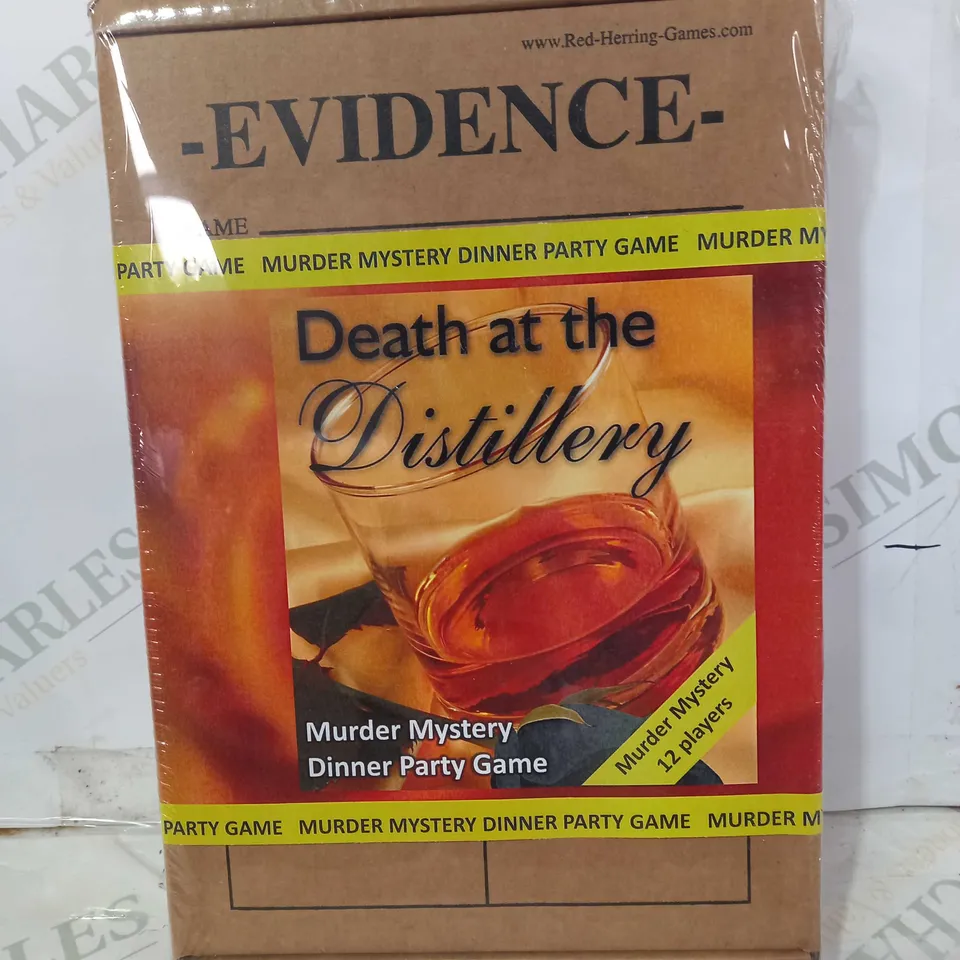 www.Red-Herring-Games.com
-EVIDENCE-
NAME
PARTY GAME MURDER MYSTERY DINNER PARTY GAME MURDER MY
Death at the
Distillery
Murder Mystery
Dinner Party Game
Murder Mystery
12 players
PARTY GAME MURDER MYSTERY DINNER PARTY GAME MURDER M